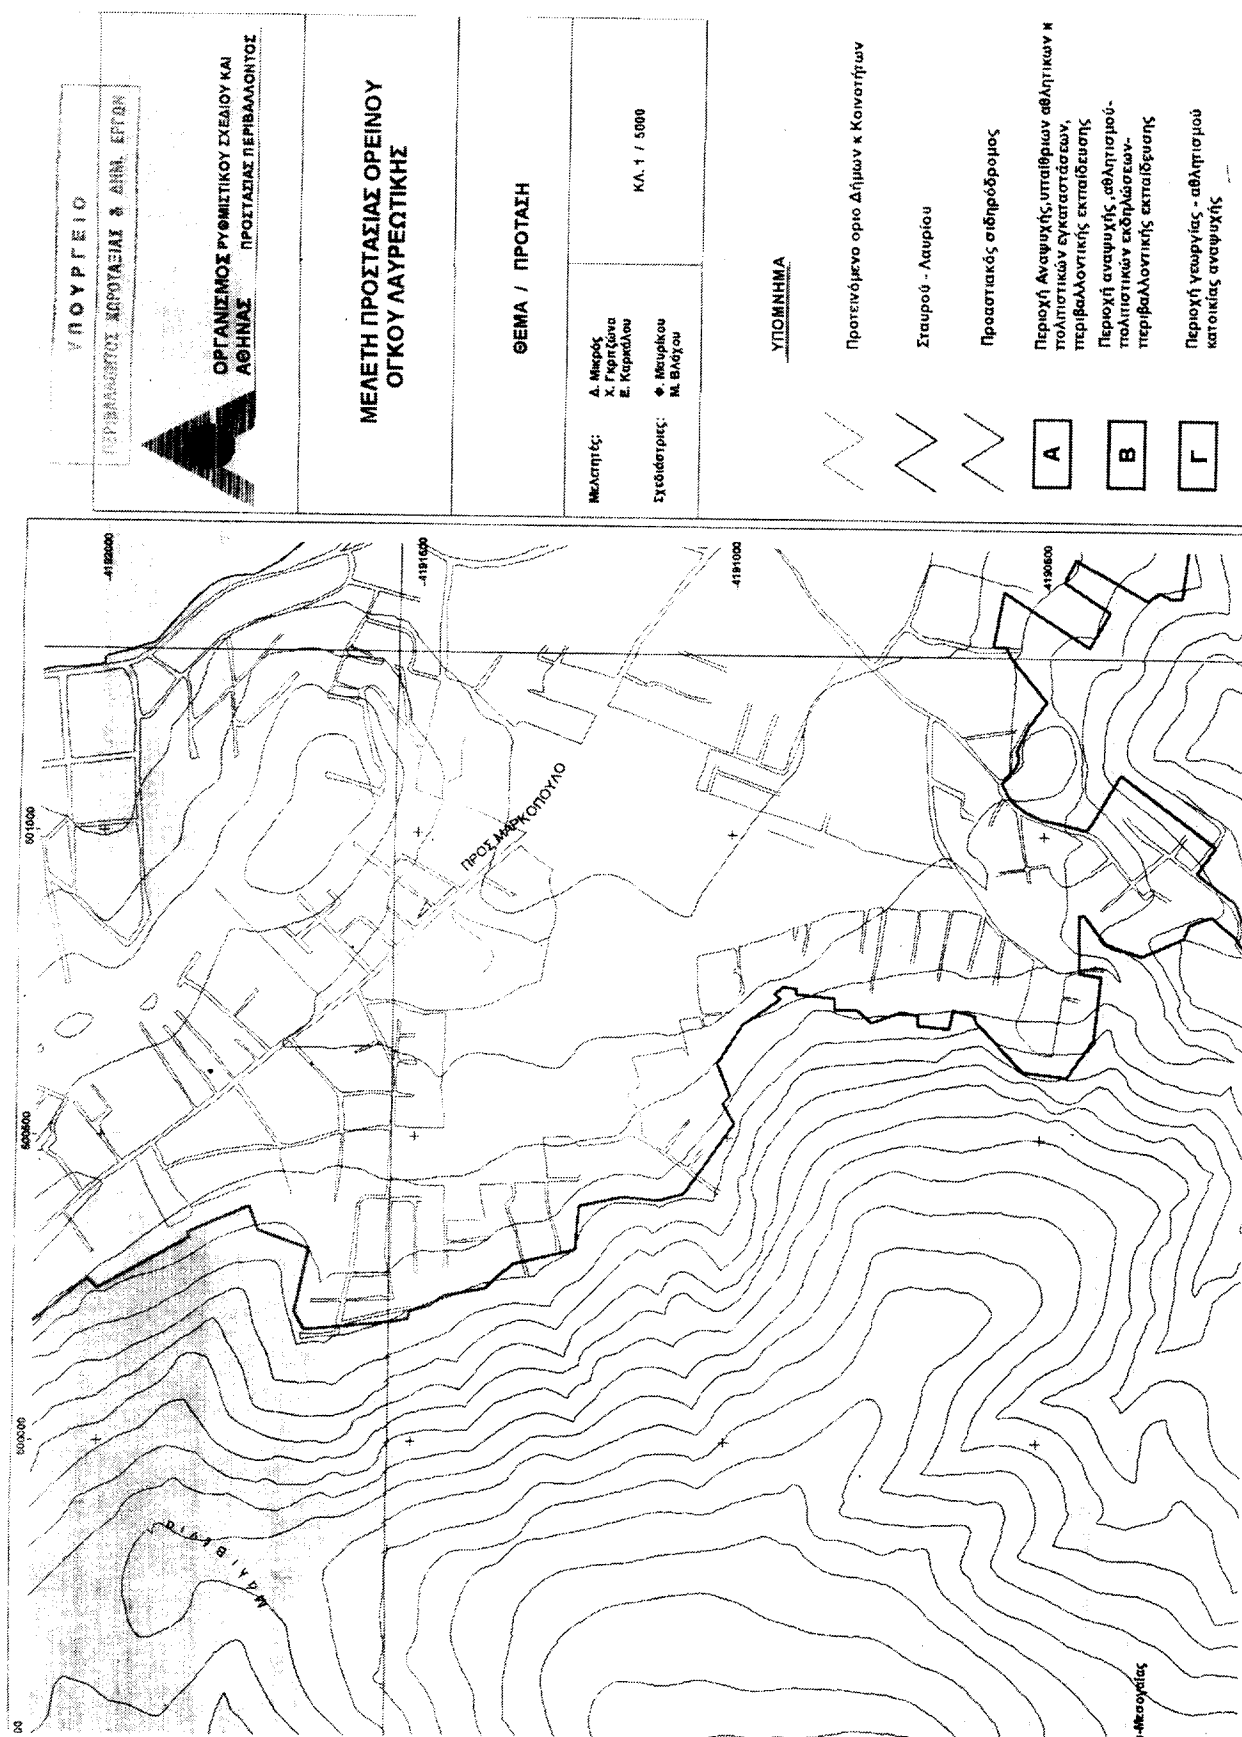 ΥΠΟΥΡΓΕΙΟ
ΠΕΡΙΒΑΛΛΟΝΤΟΣ ΧΩΡΟΤΑΞΙΑΣ & ΔΗΜ. ΕΡΓΩΝ
ΟΡΓΑΝΙΣΜΟΣ ΡΥΘΜΙΣΤΙΚΟΥ ΣΧΕΔΙΟΥ ΚΑΙ
ΑΘΗΝΑΣ ΠΡΟΣΤΑΣΙΑΣ ΠΕΡΙΒΑΛΛΟΝΤΟΣ
ΜΕΛΕΤΗ ΠΡΟΣΤΑΣΙΑΣ ΟΡΕΙΝΟΥ
ΟΓΚΟΥ ΛΑΥΡΕΩΤΙΚΗΣ
ΘΕΜΑ / ΠΡΟΤΑΣΗ
Μελετητές: Δ. Μικρός
Χ. Γκρητζώνα
Ε. Καρκάλου
Σχεδιάστριες: Φ. Μαυρίκου
Μ. Βλάχου
ΚΛ. 1 / 5000
ΥΠΟΜΝΗΜΑ
Προτεινόμενο οριο Δήμων κ Κοινοτήτων
Σταυρού - Λαυρίου
Προαστιακός σιδηρόδρομος
Α
Περιοχή Αναψυχής,υπαίθριων αθλητικων κ
πολιτιστικών εγκαταστάσεων,
περιβαλλοντικής εκπαίδευσης
Β
Περιοχή αναψυχής ,αθλητισμού-
πολιτιστικών εκδηλώσεων-
περιβαλλοντικής εκπαίδευσης
Γ
Περιοχή γεωργίας - αθλητισμού
κατοικίας αναψυχής
4192000
4191500
4191000
4190500
501000
500500
500000
00
ΠΡΟΣ ΜΑΡΚΟΠΟΥΛΟ
-Μεσογαίας